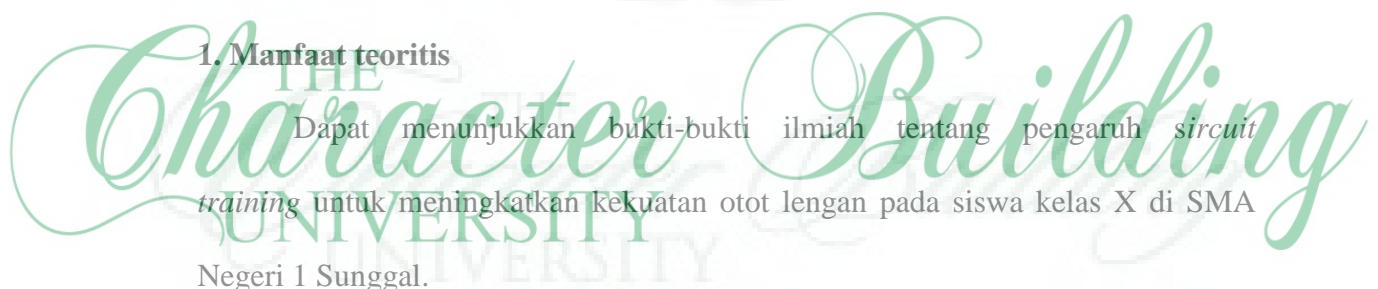 1. Manfaat teoritis
THE
Character Building
UNIVERSITY
Dapat menunjukkan bukti-bukti ilmiah tentang pengaruh sircuit
training untuk meningkatkan kekuatan otot lengan pada siswa kelas X di SMA
Negeri 1 Sunggal.